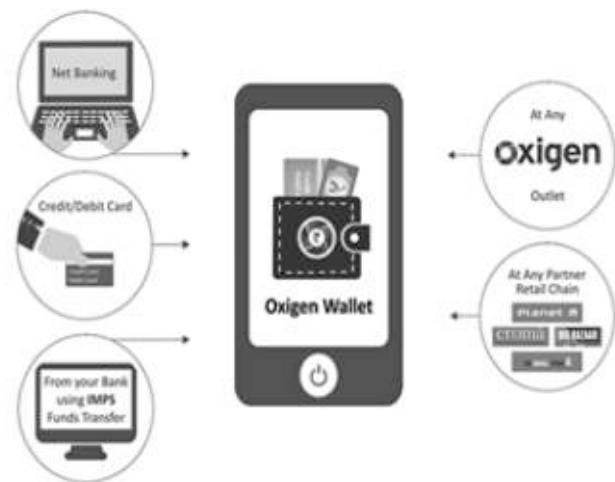 Net Banking
Credit/Debit Card
From your Bank
using IMPS
Funds Transfer
Oxigen Wallet
At Any
Oxigen
Outlet
At Any Partner
Retail Chain
Planet M